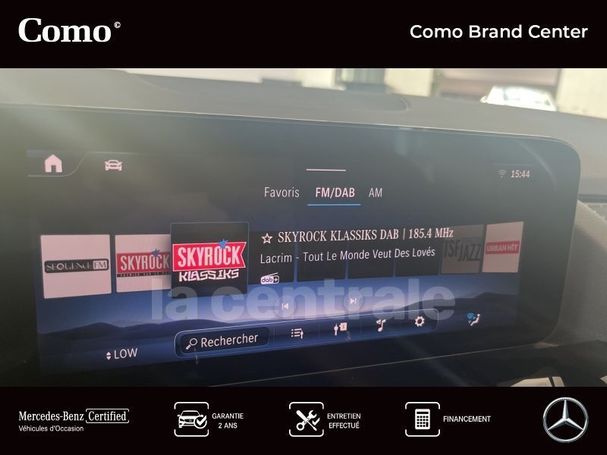 Como©
Como Brand Center
15:44
Favoris FM/DAB AM
SEQUENCE FM
SKYROCK
SKYROCK
KLASSIKS
☆ SKYROCK KLASSIKS DAB | 185.4 MHz
Lacrim - Tout Le Monde Veut Des Lovés
dab
TSF JAZZ
URBAN HIT
la centrale
Rechercher
LOW
Mercedes-Benz Certified
Véhicules d'Occasion
GARANTIE
2 ANS
ENTRETIEN
EFFECTUÉ
FINANCEMENT